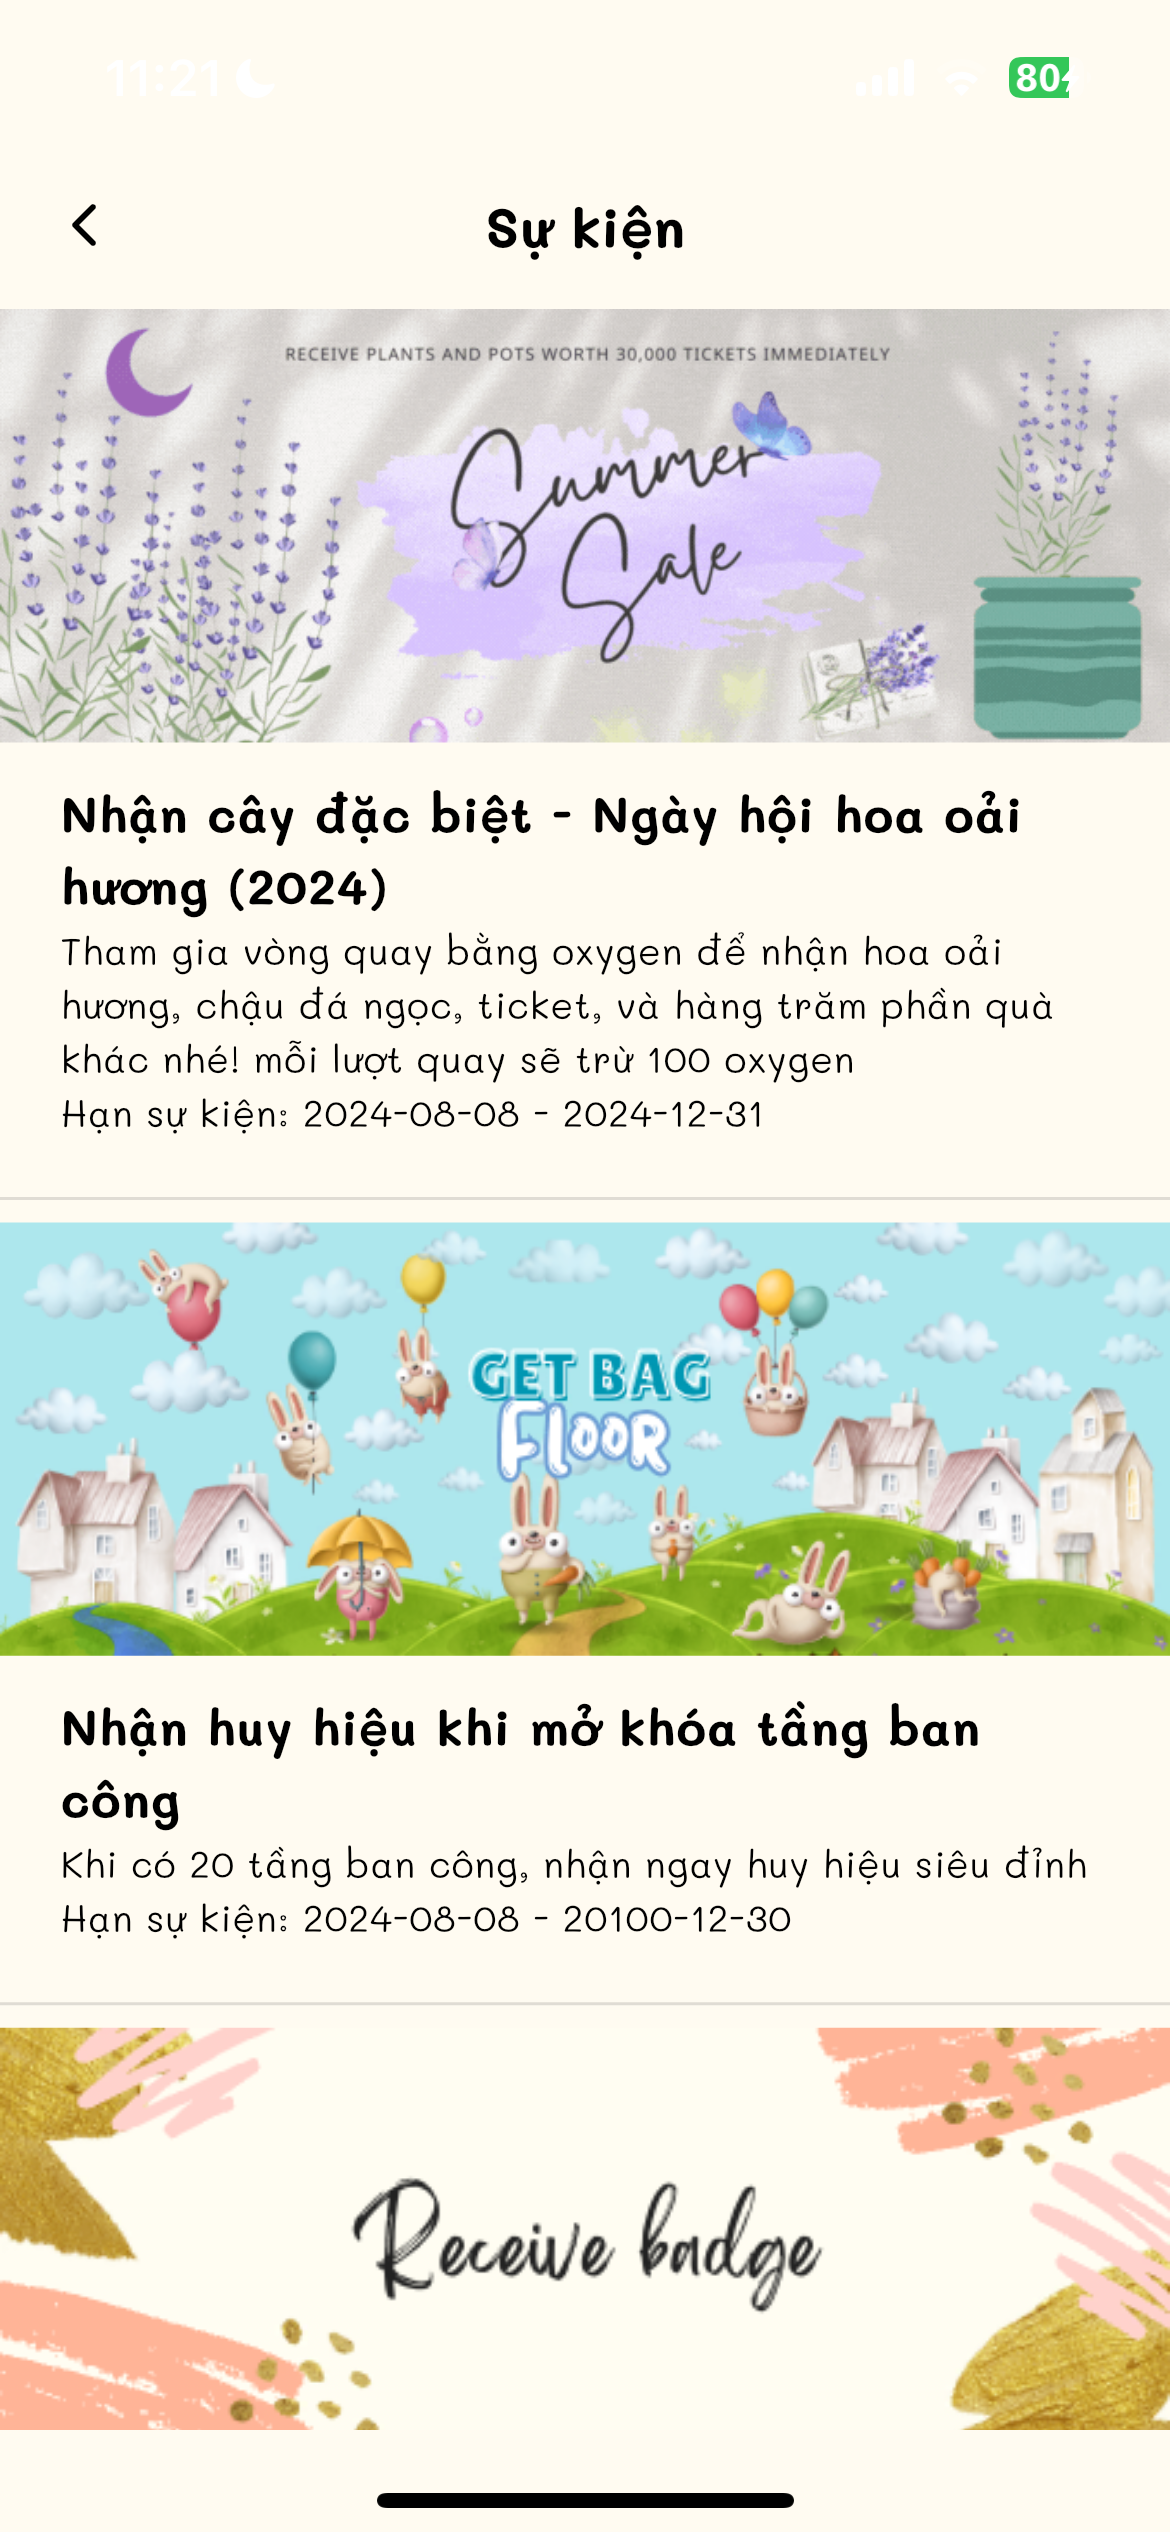 11:21
80
Sự kiện
RECEIVE PLANTS AND POTS WORTH 30,000 TICKETS IMMEDIATELY
Summer
Sale
Nhận cây đặc biệt - Ngày hội hoa oải
hương (2024)
Tham gia vòng quay bằng oxygen để nhận hoa oải
hương, chậu đá ngọc, ticket, và hàng trăm phần quà
khác nhé! mỗi lượt quay sẽ trừ 100 oxygen
Hạn sự kiện: 2024-08-08 - 2024-12-31
GET BAG
FLOOR
Nhận huy hiệu khi mở khóa tầng ban
công
Khi có 20 tầng ban công, nhận ngay huy hiệu siêu đỉnh
Hạn sự kiện: 2024-08-08 - 20100-12-30
Receive badge